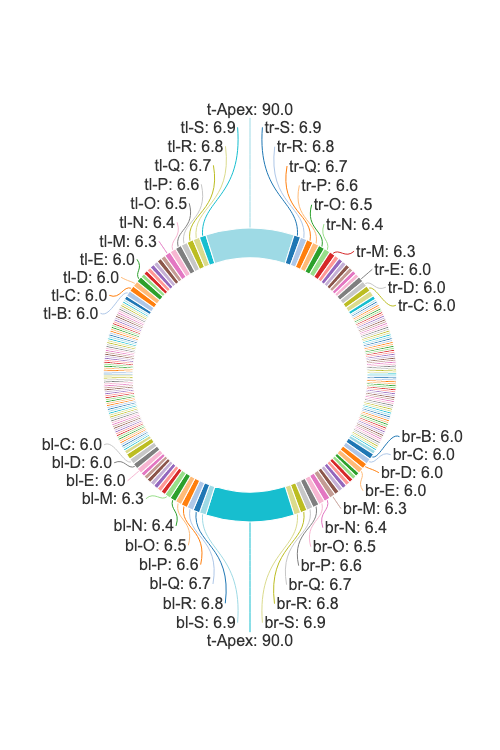 t-Apex: 90.0
tl-S: 6.9 tr-S: 6.9
tl-R: 6.8 tr-R: 6.8
tl-Q: 6.7 tr-Q: 6.7
tl-P: 6.6 tr-P: 6.6
tl-O: 6.5 tr-O: 6.5
tl-N: 6.4 tr-N: 6.4
tl-M: 6.3 tr-M: 6.3
tl-E: 6.0 tr-E: 6.0
tl-D: 6.0 tr-D: 6.0
tl-C: 6.0 tr-C: 6.0
tl-B: 6.0
br-B: 6.0
bl-C: 6.0 br-C: 6.0
bl-D: 6.0 br-D: 6.0
bl-E: 6.0 br-E: 6.0
bl-M: 6.3 br-M: 6.3
bl-N: 6.4 br-N: 6.4
bl-O: 6.5 br-O: 6.5
bl-P: 6.6 br-P: 6.6
bl-Q: 6.7 br-Q: 6.7
bl-R: 6.8 br-R: 6.8
bl-S: 6.9 br-S: 6.9
t-Apex: 90.0